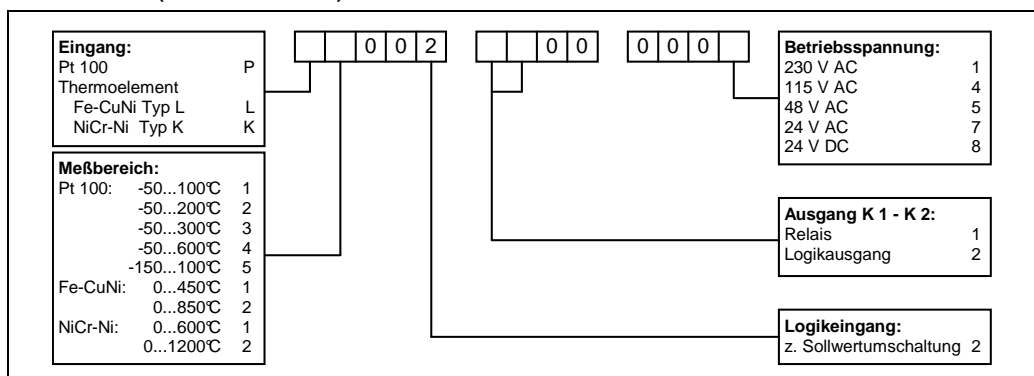 0 0 2 0 0 0 0 0
Eingang:
Pt 100 P
Thermoelement
Fe-CuNi Typ L L
NiCr-Ni Typ K K
Meßbereich:
Pt 100: -50...100°C 1
-50...200°C 2
-50...300°C 3
-50...600°C 4
-150...100°C 5
Fe-CuNi: 0...450°C 1
0...850°C 2
NiCr-Ni: 0...600°C 1
0...1200°C 2
Betriebsspannung:
230 V AC 1
115 V AC 4
48 V AC 5
24 V AC 7
24 V DC 8
Ausgang K 1 - K 2:
Relais 1
Logikausgang 2
Logikeingang:
z. Sollwertumschaltung 2